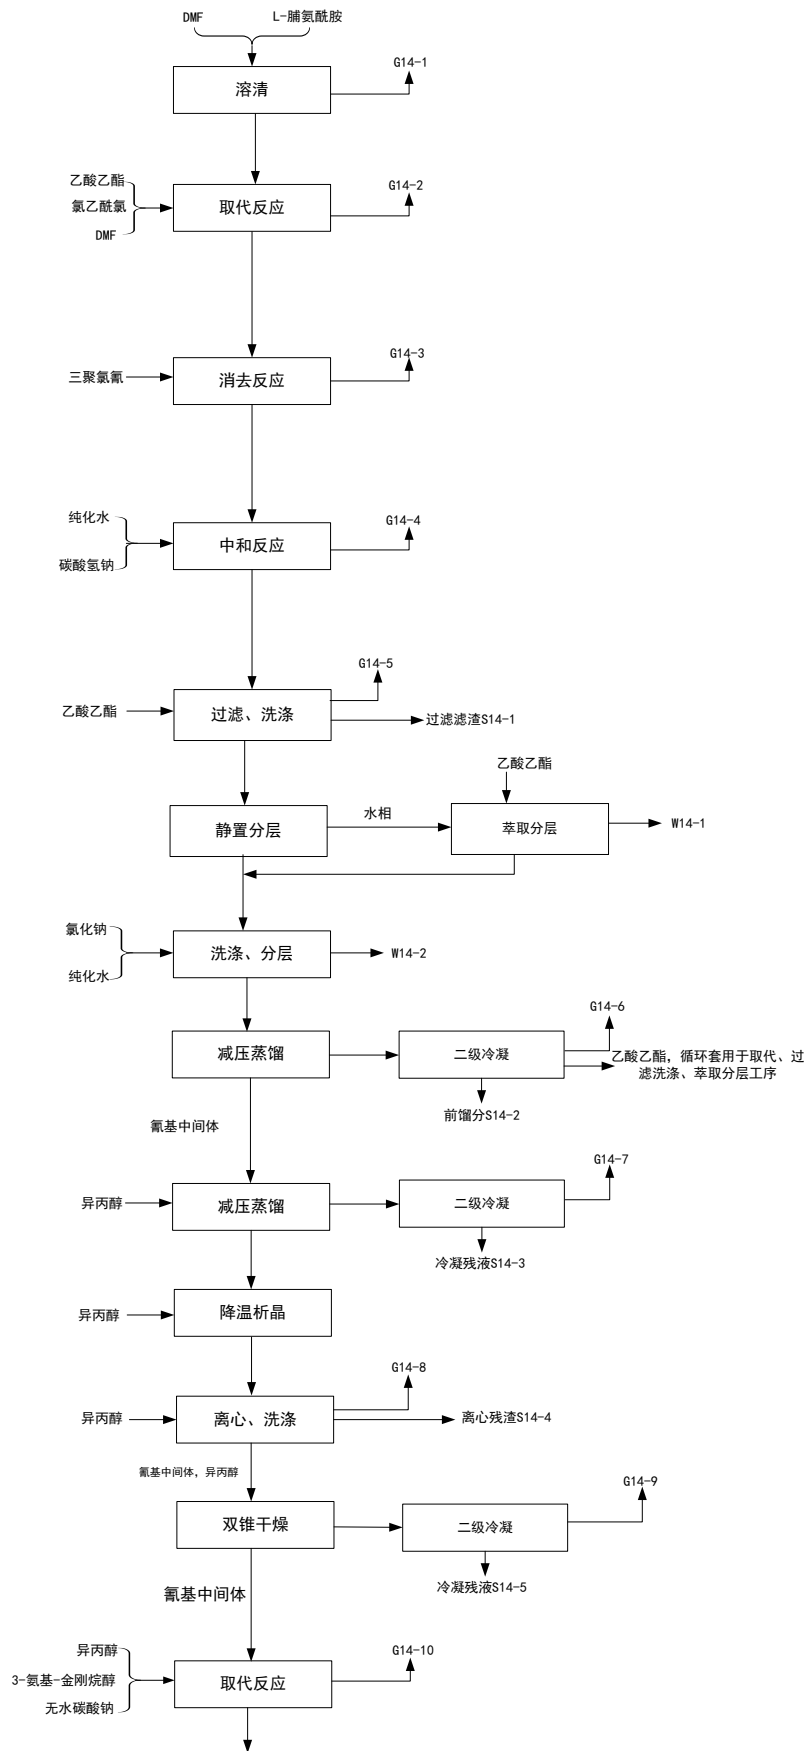 DMF
L-脯氨酰胺
G14-1
溶清
乙酸乙酯
氯乙酰氯
DMF
取代反应
G14-2
三聚氯氰
消去反应
G14-3
纯化水
碳酸氢钠
中和反应
G14-4
乙酸乙酯
过滤、洗涤
G14-5
过滤滤渣S14-1
乙酸乙酯
静置分层
水相
萃取分层
W14-1
氯化钠
纯化水
洗涤、分层
W14-2
减压蒸馏
二级冷凝
G14-6
乙酸乙酯，循环套用于取代、过
滤洗涤、萃取分层工序
前馏分S14-2
氰基中间体
异丙醇
减压蒸馏
二级冷凝
G14-7
冷凝残液S14-3
异丙醇
降温析晶
异丙醇
离心、洗涤
G14-8
离心残渣S14-4
氰基中间体，异丙醇
双锥干燥
二级冷凝
G14-9
冷凝残液S14-5
氰基中间体
异丙醇
3-氨基-金刚烷醇
无水碳酸钠
取代反应
G14-10